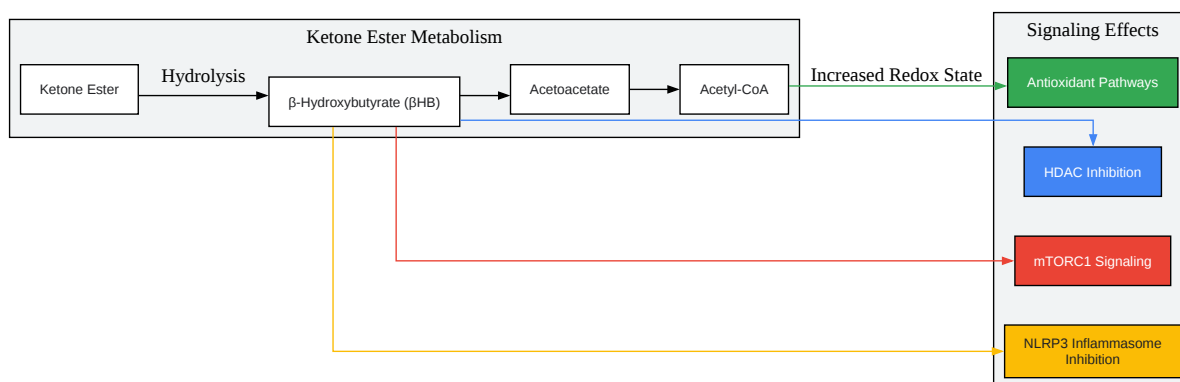 Ketone Ester Metabolism
Signaling Effects
Ketone Ester
Hydrolysis
β-Hydroxybutyrate (βHB)
Acetoacetate
Acetyl-CoA
Increased Redox State
Antioxidant Pathways
HDAC Inhibition
mTORC1 Signaling
NLRP3 Inflammasome
Inhibition